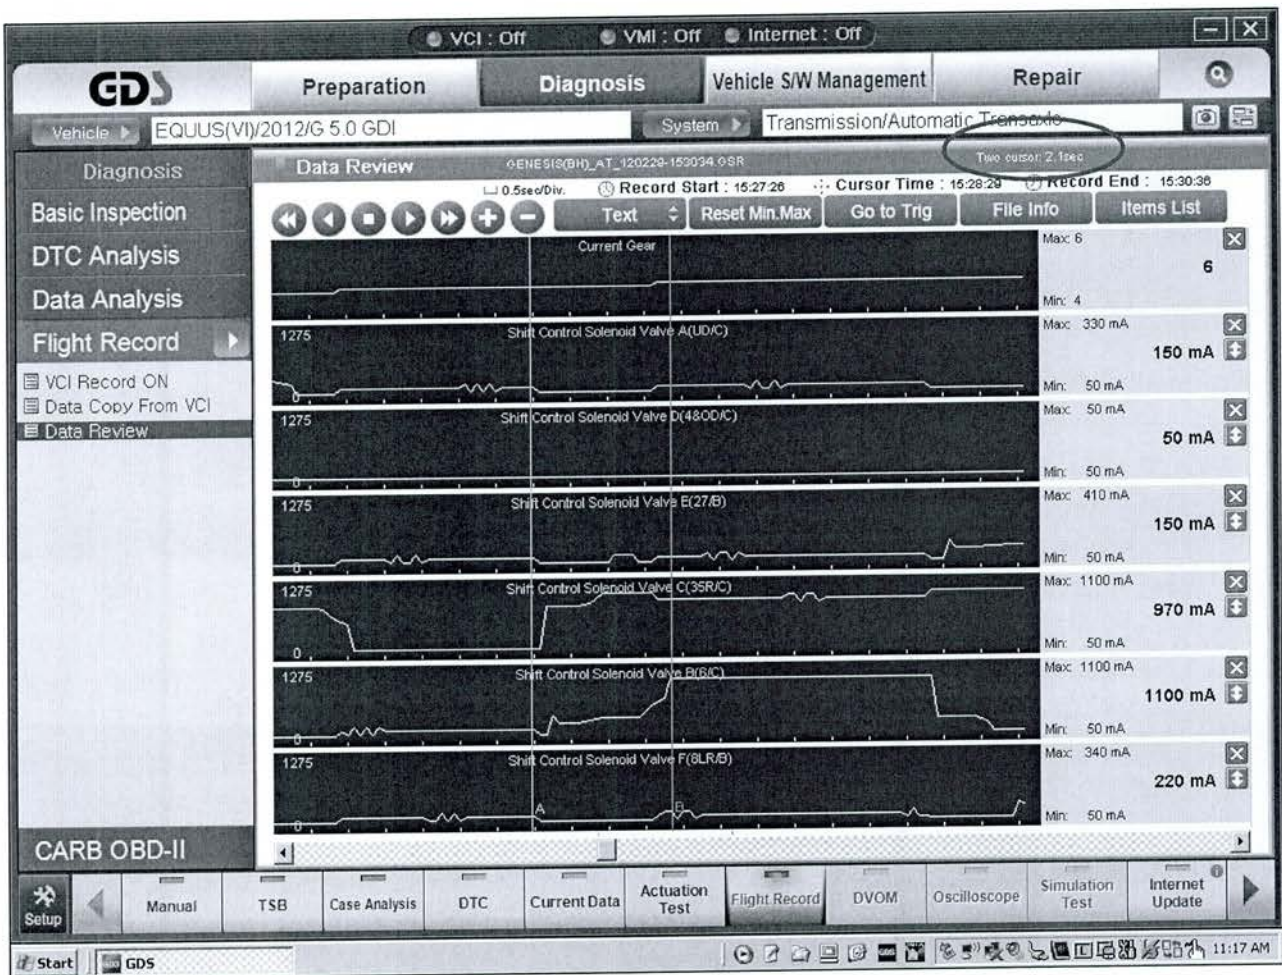 VCI : Off VMI : Off Internet : Off
GDS Preparation Diagnosis Vehicle S/W Management Repair
Vehicle EQUUS(VI)/2012/G 5.0 GDI System Transmission/Automatic Transaxle
Diagnosis
Basic Inspection
DTC Analysis
Data Analysis
Flight Record
VCI Record ON
Data Copy From VCI
Data Review
CARB OBD-II
Data Review GENESIS(BH)_AT_120229-153034.GSR Two cursor: 2.1sec
0.5sec/Div. Record Start : 15:27:26 Cursor Time : 15:28:29 Record End : 15:30:36
Text Reset Min.Max Go to Trig File Info Items List
Current Gear
Max: 6
6
Min: 4
1275 Shift Control Solenoid Valve A(UD/C)
Max: 330 mA
150 mA
0 Min: 50 mA
1275 Shift Control Solenoid Valve D(4&OD/C)
Max: 50 mA
50 mA
0 Min: 50 mA
1275 Shift Control Solenoid Valve E(27/B)
Max: 410 mA
150 mA
0 Min: 50 mA
1275 Shift Control Solenoid Valve C(35R/C)
Max: 1100 mA
970 mA
0 Min: 50 mA
1275 Shift Control Solenoid Valve B(6/C)
Max: 1100 mA
1100 mA
0 Min: 50 mA
1275 Shift Control Solenoid Valve F(8LR/B)
Max: 340 mA
220 mA
A B
0 Min: 50 mA
Setup Manual TSB Case Analysis DTC Current Data Actuation Test Flight Record DVOM Oscilloscope Simulation Test Internet Update
Start GDS 11:17 AM